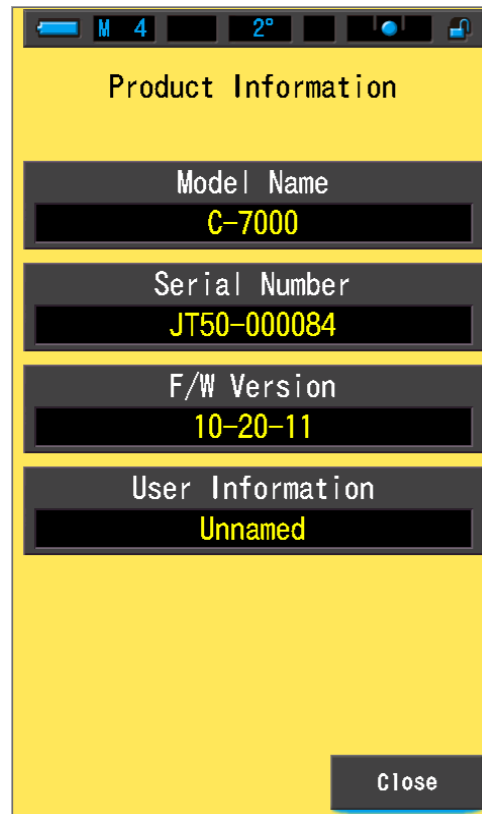 M 4 2°
Product Information
Model Name
C-7000
Serial Number
JT50-000084
F/W Version
10-20-11
User Information
Unnamed
Close